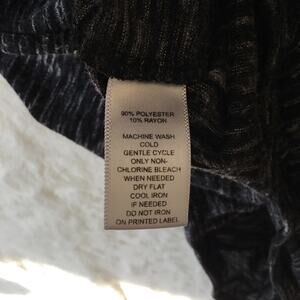 90% POLYESTER
10% RAYON
MACHINE WASH
COLD
GENTLE CYCLE
ONLY NON-
CHLORINE BLEACH
WHEN NEEDED
DRY FLAT
COOL IRON
IF NEEDED
DO NOT IRON
ON PRINTED LABEL